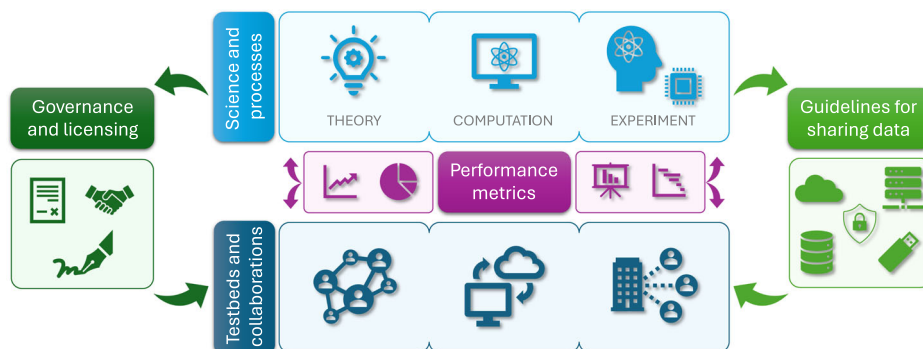 Science and
processes
THEORY
COMPUTATION
EXPERIMENT
Governance
and licensing
Guidelines for
sharing data
Performance
metrics
Testbeds and
collaborations